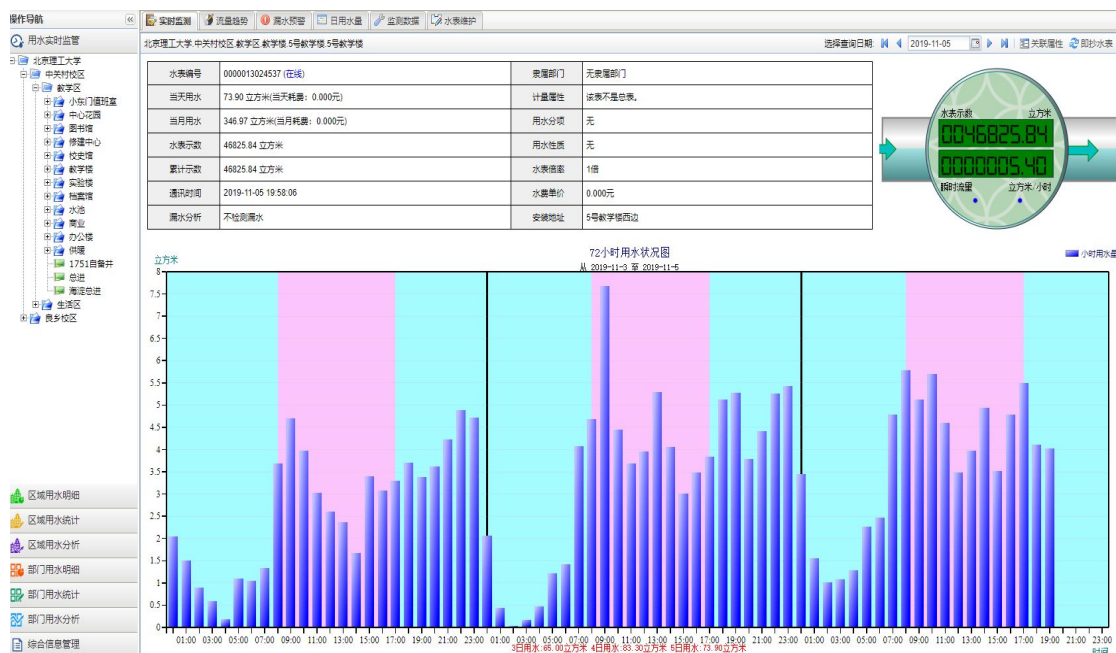 操作导航
用水实时监管
北京理工大学
中关村校区
教学区
小东门值班室
中心花园
图书馆
修建中心
校史馆
教学楼
实验楼
档案馆
水池
商业
办公楼
供暖
1751自备井
总进
海淀总进
生活区
良乡校区
区域用水明细
区域用水统计
区域用水分析
部门用水明细
部门用水统计
部门用水分析
综合信息管理
实时监测 流量趋势 漏水预警 日用水量 监测数据 水表维护
北京理工大学.中关村校区.教学区.教学楼.5号教学楼.5号教学楼 选择查询日期: 2019-11-05 关联属性 即抄水表
水表编号 0000013024537 (在线) 隶属部门 无隶属部门
当天用水 73.90 立方米(当天耗费: 0.000元) 计量属性 该表不是总表。
当月用水 346.97 立方米(当月耗费: 0.000元) 用水分项 无
水表示数 46825.84 立方米 用水性质 无
累计示数 46825.84 立方米 水表倍率 1倍
通讯时间 2019-11-05 19:58:06 水费单价 0.000元
漏水分析 不检测漏水 安装地址 5号教学楼西边
水表示数 立方米
0046825.84
0000005.40
瞬时流量 立方米/小时
72小时用水状况图
从 2019-11-3 至 2019-11-5
立方米
小时用水量
8
7.5
7
6.5
6
5.5
5
4.5
4
3.5
3
2.5
2
1.5
1
0.5
0
01:00 03:00 05:00 07:00 09:00 11:00 13:00 15:00 17:00 19:00 21:00 23:00 01:00 03:00 05:00 07:00 09:00 11:00 13:00 15:00 17:00 19:00 21:00 23:00 01:00 03:00 05:00 07:00 09:00 11:00 13:00 15:00 17:00 19:00 21:00 23:00
3日用水:65.00立方米 4日用水:83.30立方米 5日用水:73.90立方米
时间